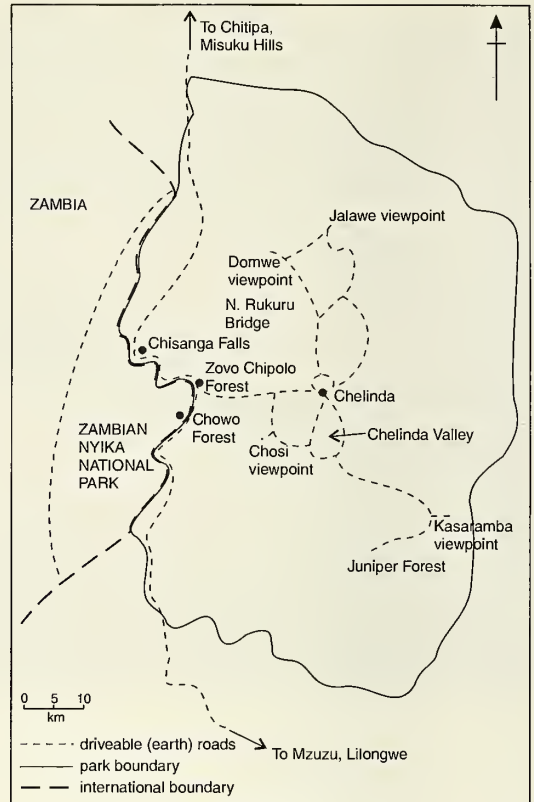 To Chitipa,
Misuku Hills
ZAMBIA
Jalawe viewpoint
Domwe
viewpoint
N. Rukuru
Bridge
Chisanga Falls
Zovo Chipolo
Forest
Chelinda
ZAMBIAN
NYIKA
NATIONAL
PARK
Chowo
Forest
Chelinda Valley
Chosi
viewpoint
Kasaramba
viewpoint
Juniper Forest
0 5 10
km
driveable (earth) roads
park boundary
international boundary
To Mzuzu, Lilongwe